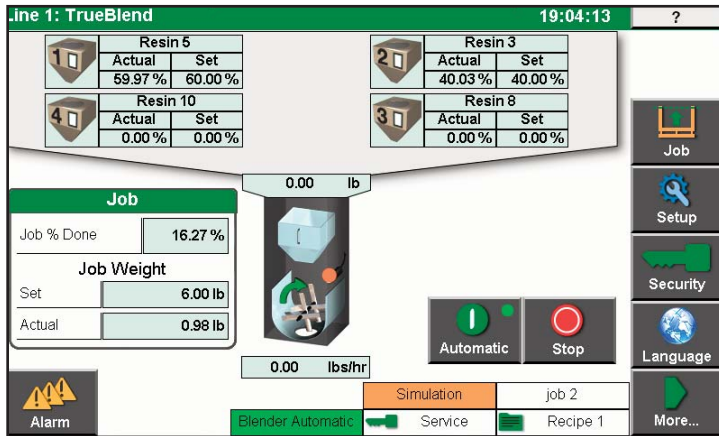 Line 1: TrueBlend 19:04:13 ?
1 Resin 5
Actual Set
59.97 % 60.00 %
2 Resin 3
Actual Set
40.03 % 40.00 %
4 Resin 10
Actual Set
0.00 % 0.00 %
3 Resin 8
Actual Set
0.00 % 0.00 %
Job
Setup
Security
Language
More...
0.00 lb
Job
Job % Done 16.27 %
Job Weight
Set 6.00 lb
Actual 0.98 lb
Automatic
Stop
0.00 lbs/hr
Alarm
Simulation job 2
Blender Automatic Service Recipe 1